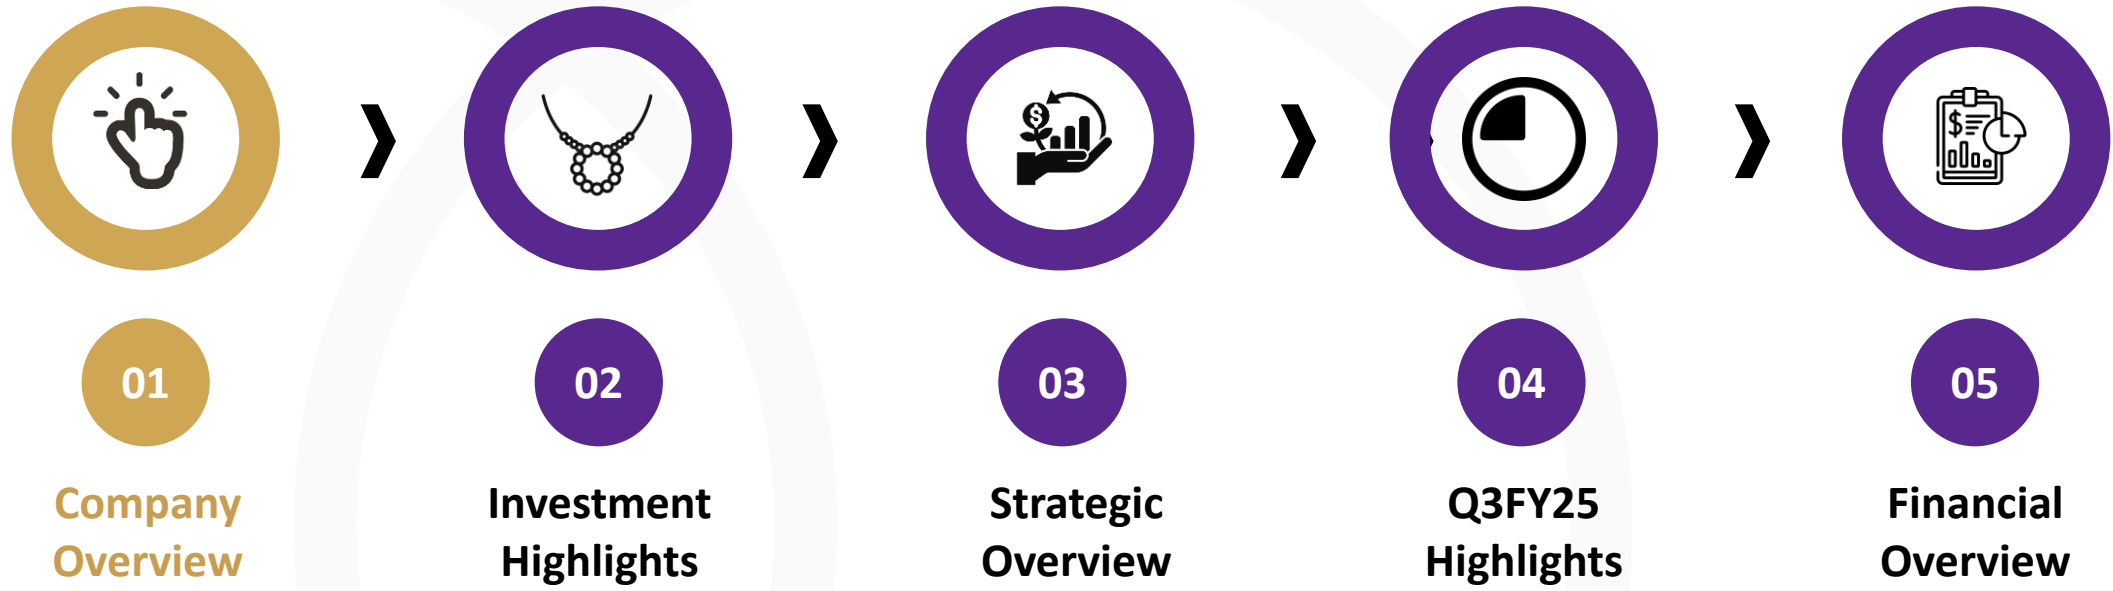 01
Company
Overview
02
Investment
Highlights
03
Strategic
Overview
04
Q3FY25
Highlights
05
Financial
Overview